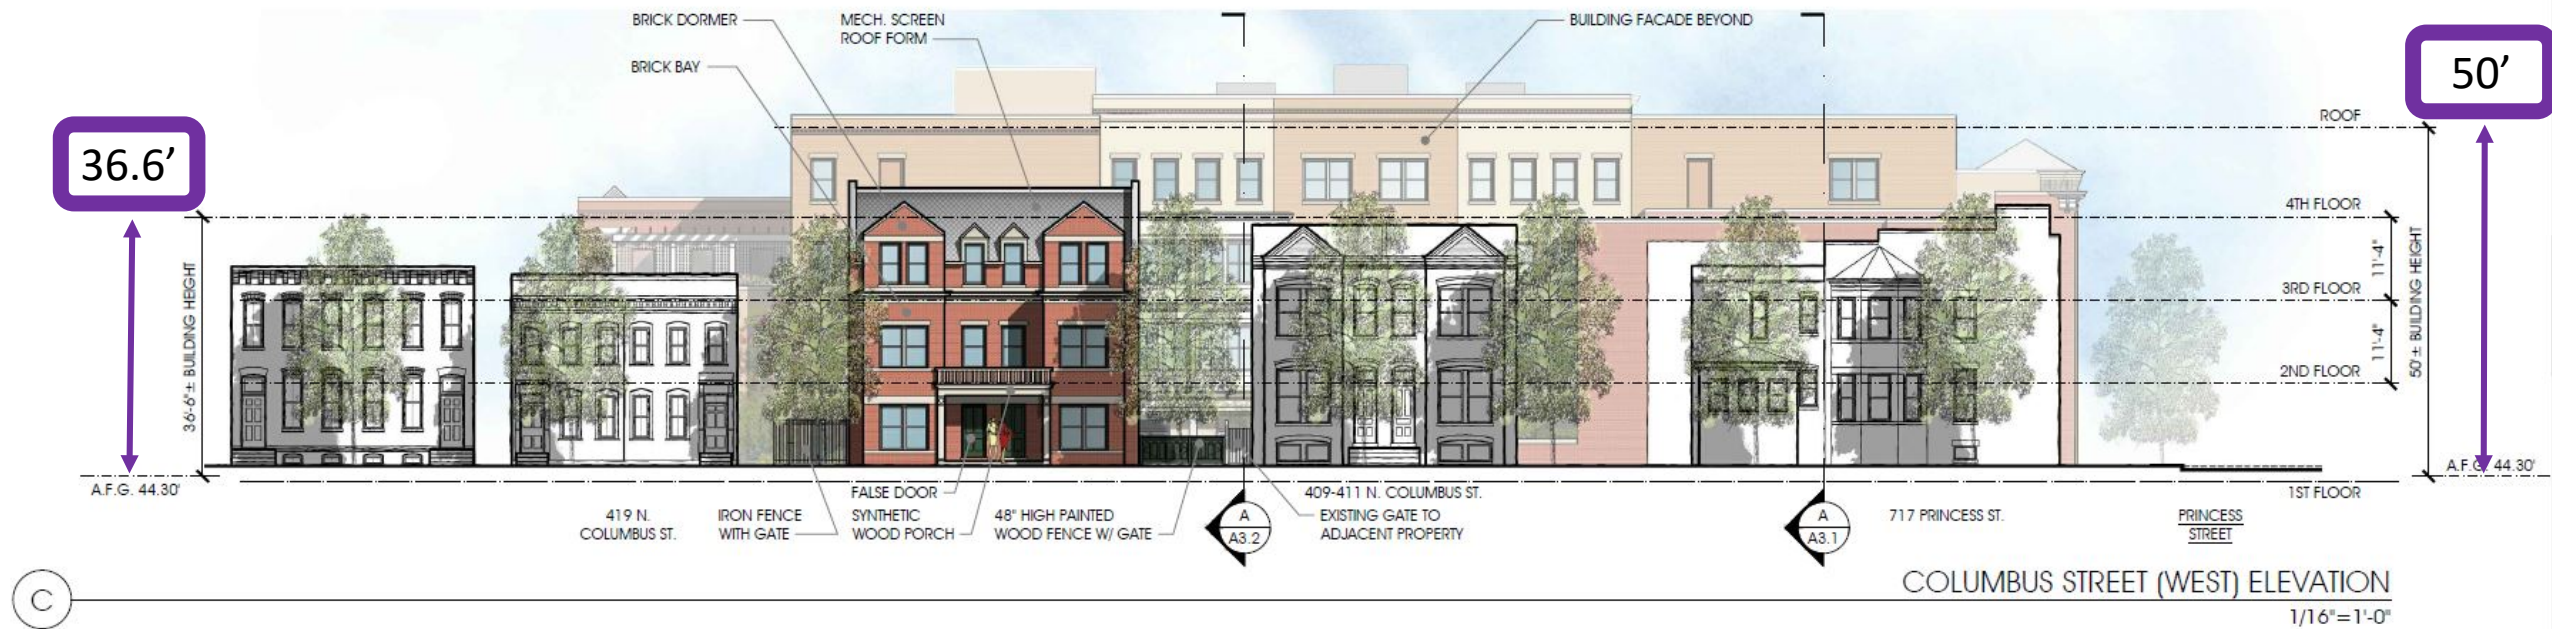 BRICK DORMER
MECH. SCREEN
ROOF FORM
BUILDING FACADE BEYOND
BRICK BAY
50’
36.6’
ROOF
4TH FLOOR
3RD FLOOR
2ND FLOOR
1ST FLOOR
11'-4"
11'-4"
36'-6"± BUILDING HEIGHT
50'± BUILDING HEIGHT
A.F.G. 44.30'
A.F.G. 44.30'
419 N.
COLUMBUS ST.
IRON FENCE
WITH GATE
FALSE DOOR
SYNTHETIC
WOOD PORCH
48" HIGH PAINTED
WOOD FENCE W/ GATE
A
A3.2
409-411 N. COLUMBUS ST.
EXISTING GATE TO
ADJACENT PROPERTY
A
A3.1
717 PRINCESS ST.
PRINCESS
STREET
C
COLUMBUS STREET (WEST) ELEVATION
1/16"=1'-0"